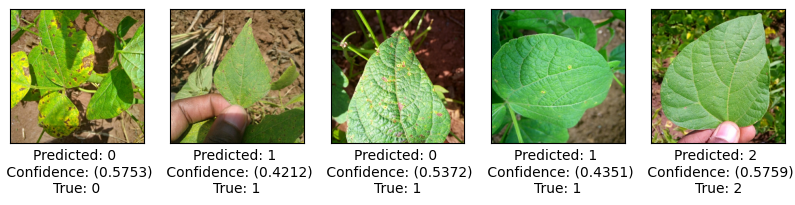 Predicted: 0
Confidence: (0.5753)
True: 0
Predicted: 1
Confidence: (0.4212)
True: 1
Predicted: 0
Confidence: (0.5372)
True: 1
Predicted: 1
Confidence: (0.4351)
True: 1
Predicted: 2
Confidence: (0.5759)
True: 2